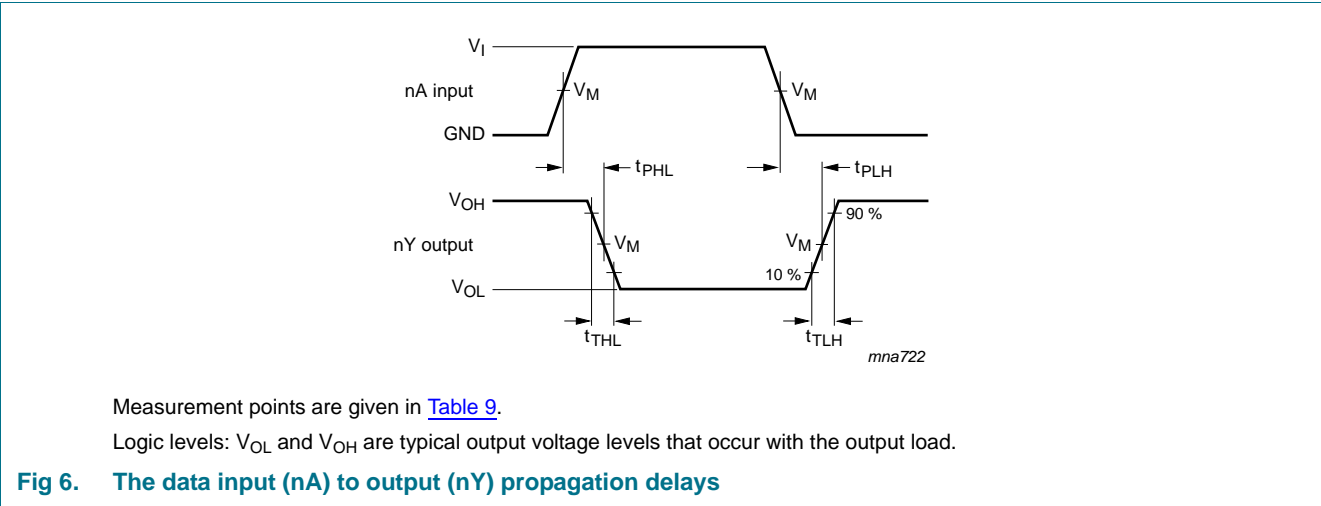 VI
nA input
VM
VM
GND
tPHL
tPLH
VOH
90 %
nY output
VM
VM
10 %
VOL
tTHL
tTLH
mna722
Measurement points are given in Table 9.
Logic levels: VOL and VOH are typical output voltage levels that occur with the output load.
Fig 6. The data input (nA) to output (nY) propagation delays